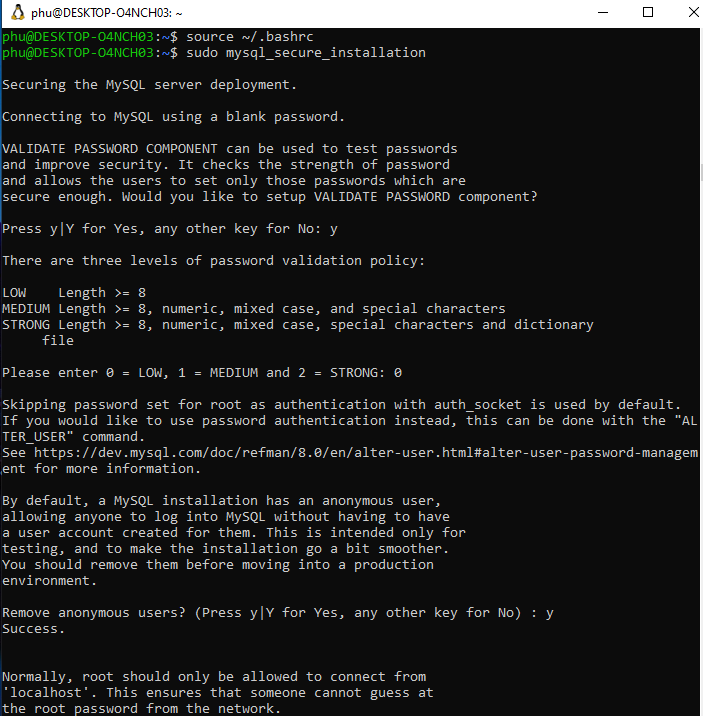 phu@DESKTOP-O4NCH03: ~
phu@DESKTOP-O4NCH03:~$ source ~/.bashrc
phu@DESKTOP-O4NCH03:~$ sudo mysql_secure_installation
Securing the MySQL server deployment.
Connecting to MySQL using a blank password.
VALIDATE PASSWORD COMPONENT can be used to test passwords
and improve security. It checks the strength of password
and allows the users to set only those passwords which are
secure enough. Would you like to setup VALIDATE PASSWORD component?
Press y|Y for Yes, any other key for No: y
There are three levels of password validation policy:
LOW    Length >= 8
MEDIUM Length >= 8, numeric, mixed case, and special characters
STRONG Length >= 8, numeric, mixed case, special characters and dictionary
file
Please enter 0 = LOW, 1 = MEDIUM and 2 = STRONG: 0
Skipping password set for root as authentication with auth_socket is used by default.
If you would like to use password authentication instead, this can be done with the "AL
TER_USER" command.
See https://dev.mysql.com/doc/refman/8.0/en/alter-user.html#alter-user-password-managem
ent for more information.
By default, a MySQL installation has an anonymous user,
allowing anyone to log into MySQL without having to have
a user account created for them. This is intended only for
testing, and to make the installation go a bit smoother.
You should remove them before moving into a production
environment.
Remove anonymous users? (Press y|Y for Yes, any other key for No) : y
Success.
Normally, root should only be allowed to connect from
'localhost'. This ensures that someone cannot guess at
the root password from the network.